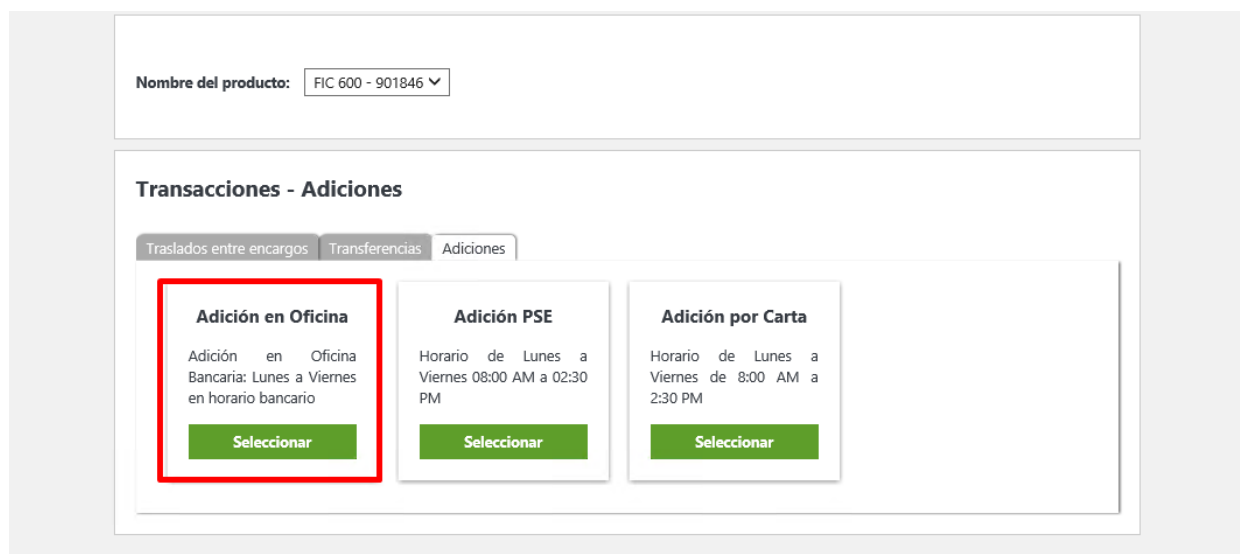 Nombre del producto: FIC 600 - 901846
Transacciones - Adiciones
Traslados entre encargos Transferencias Adiciones
Adición en Oficina
Adición en Oficina
Bancaria: Lunes a Viernes
en horario bancario
Seleccionar
Adición PSE
Horario de Lunes a
Viernes 08:00 AM a 02:30
PM
Seleccionar
Adición por Carta
Horario de Lunes a
Viernes de 8:00 AM a
2:30 PM
Seleccionar